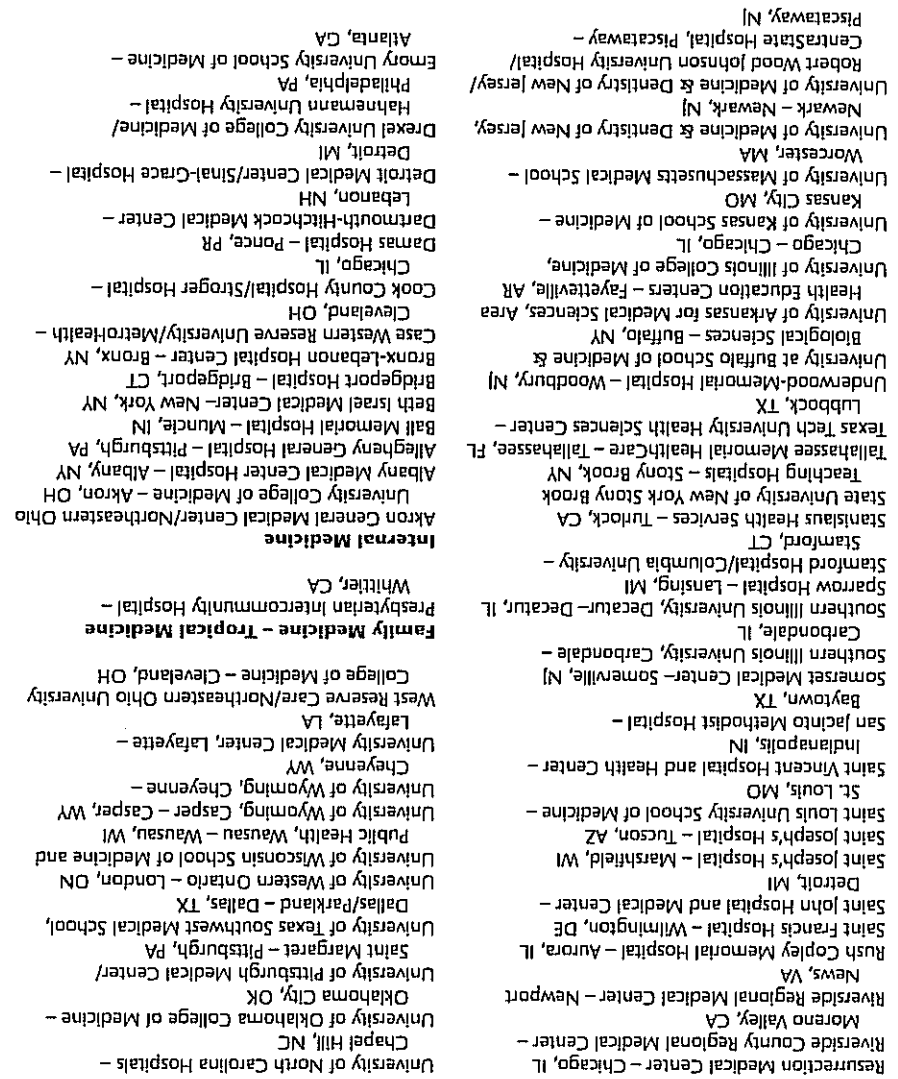 Resurrection Medical Center – Chicago, IL
Riverside County Regional Medical Center –
Moreno Valley, CA
Riverside Regional Medical Center – Newport
News, VA
Rush Copley Memorial Hospital – Aurora, IL
Saint Francis Hospital – Wilmington, DE
Saint John Hospital and Medical Center –
Detroit, MI
Saint Joseph's Hospital – Marshfield, WI
Saint Joseph's Hospital – Tucson, AZ
Saint Louis University School of Medicine –
St. Louis, MO
Saint Vincent Hospital and Health Center –
Indianapolis, IN
San Jacinto Methodist Hospital –
Baytown, TX
Somerset Medical Center– Somerville, NJ
Southern Illinois University, Carbondale –
Carbondale, IL
Southern Illinois University, Decatur– Decatur, IL
Sparrow Hospital – Lansing, MI
Stamford Hospital/Columbia University –
Stamford, CT
Stanislaus Health Services – Turlock, CA
State University of New York Stony Brook
Teaching Hospitals – Stony Brook, NY
Tallahassee Memorial HealthCare – Tallahassee, FL
Texas Tech University Health Sciences Center –
Lubbock, TX
Underwood-Memorial Hospital – Woodbury, NJ
University at Buffalo School of Medicine &
Biological Sciences – Buffalo, NY
University of Arkansas for Medical Sciences, Area
Health Education Centers – Fayetteville, AR
University of Illinois College of Medicine,
Chicago – Chicago, IL
University of Kansas School of Medicine –
Kansas City, MO
University of Massachusetts Medical School –
Worcester, MA
University of Medicine & Dentistry of New Jersey,
Newark – Newark, NJ
University of Medicine & Dentistry of New Jersey/
Robert Wood Johnson University Hospital/
CentraState Hospital, Piscataway –
Piscataway, NJ
University of North Carolina Hospitals –
Chapel Hill, NC
University of Oklahoma College of Medicine –
Oklahoma City, OK
University of Pittsburgh Medical Center/
Saint Margaret – Pittsburgh, PA
University of Texas Southwest Medical School,
Dallas/Parkland – Dallas, TX
University of Western Ontario – London, ON
University of Wisconsin School of Medicine and
Public Health, Wausau – Wausau, WI
University of Wyoming, Casper – Casper, WY
University of Wyoming, Cheyenne –
Cheyenne, WY
University Medical Center, Lafayette –
Lafayette, LA
West Reserve Care/Northeastern Ohio University
College of Medicine – Cleveland, OH
Family Medicine – Tropical Medicine
Presbyterian Intercommunity Hospital –
Whittier, CA
Internal Medicine
Akron General Medical Center/Northeastern Ohio
University College of Medicine – Akron, OH
Albany Medical Center Hospital – Albany, NY
Allegheny General Hospital – Pittsburgh, PA
Ball Memorial Hospital – Muncie, IN
Beth Israel Medical Center– New York, NY
Bridgeport Hospital – Bridgeport, CT
Bronx-Lebanon Hospital Center – Bronx, NY
Case Western Reserve University/MetroHealth –
Cleveland, OH
Cook County Hospital/Stroger Hospital –
Chicago, IL
Damas Hospital – Ponce, PR
Dartmouth-Hitchcock Medical Center –
Lebanon, NH
Detroit Medical Center/Sinai-Grace Hospital –
Detroit, MI
Drexel University College of Medicine/
Hahnemann University Hospital –
Philadelphia, PA
Emory University School of Medicine –
Atlanta, GA